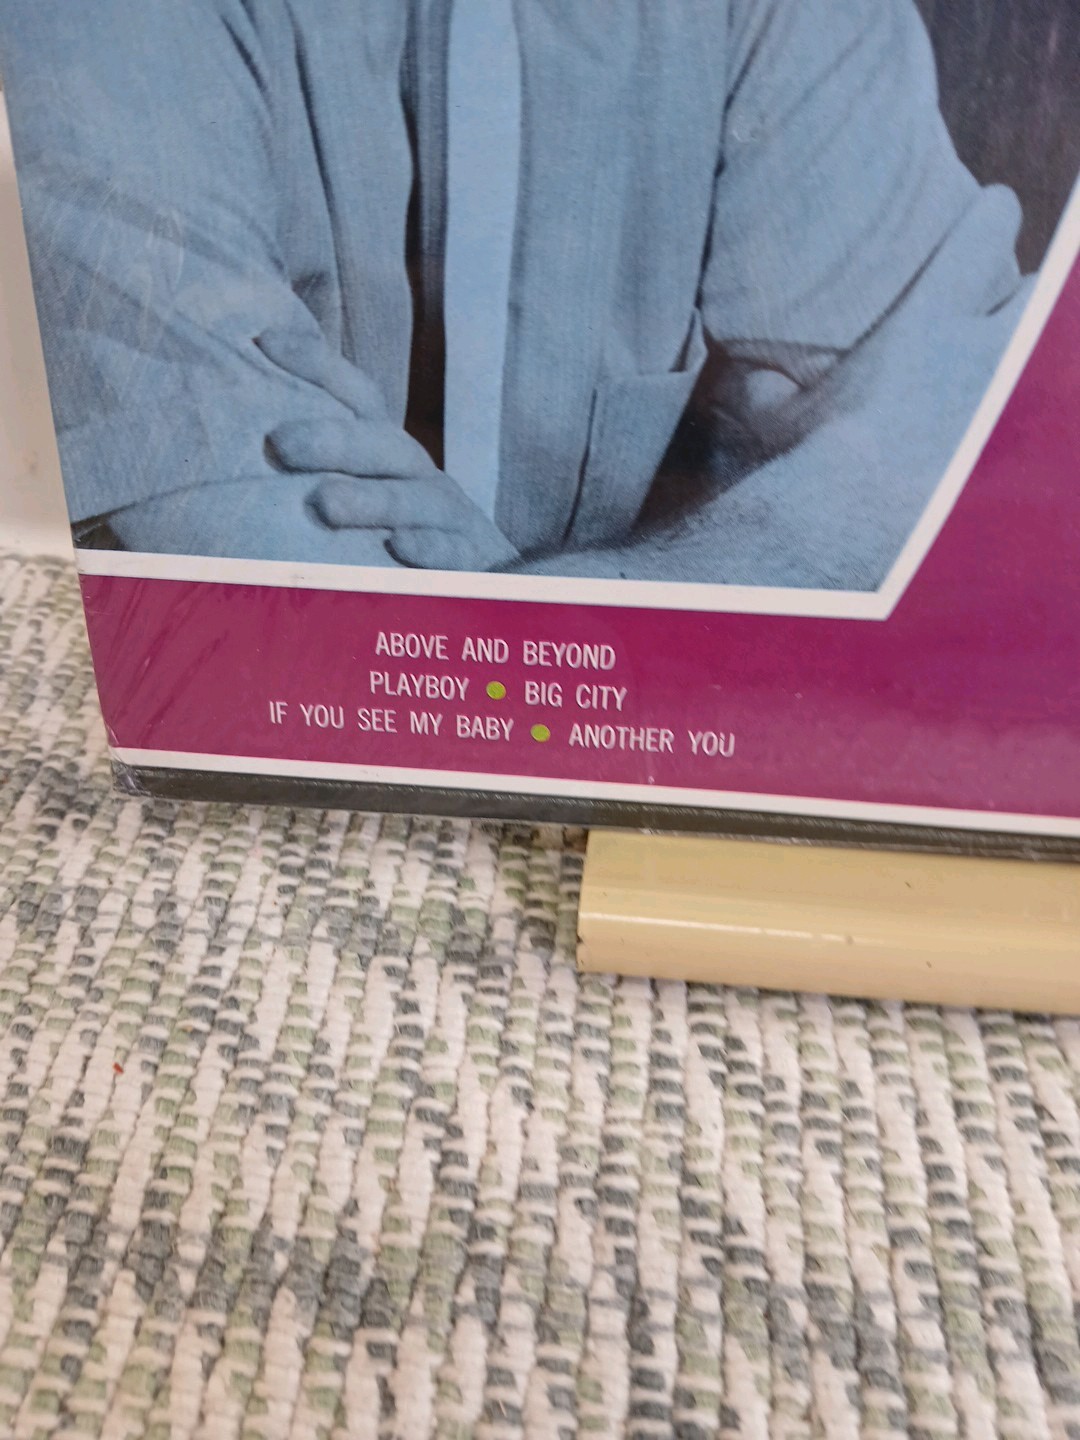 ABOVE AND BEYOND
PLAYBOY ● BIG CITY
IF YOU SEE MY BABY ● ANOTHER YOU